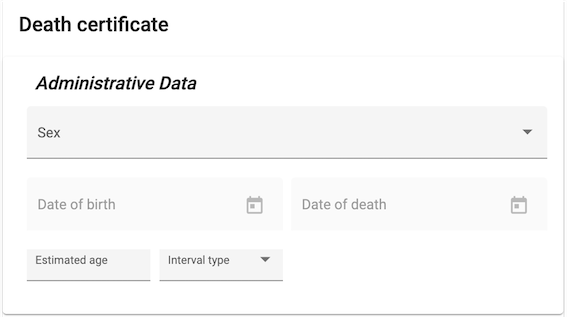 Death certificate
Administrative Data
Sex
Date of birth
Date of death
Estimated age
Interval type